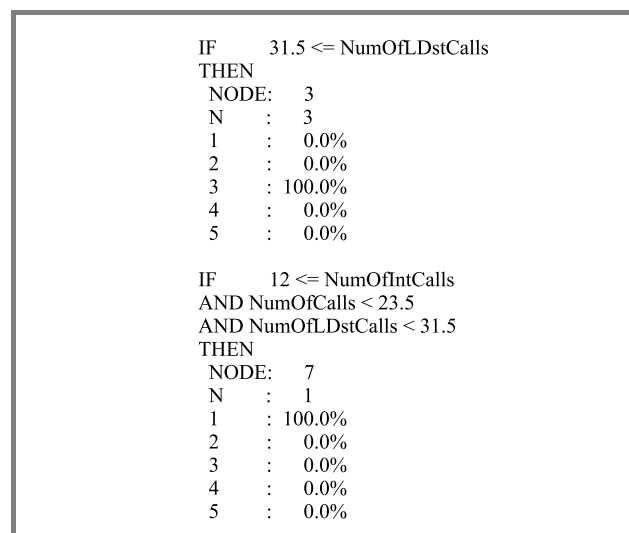 IF 31.5 <= NumOfLDstCalls
THEN
NODE: 3
N : 3
1 : 0.0%
2 : 0.0%
3 : 100.0%
4 : 0.0%
5 : 0.0%
IF 12 <= NumOfIntCalls
AND NumOfCalls < 23.5
AND NumOfLDstCalls < 31.5
THEN
NODE: 7
N : 1
1 : 100.0%
2 : 0.0%
3 : 0.0%
4 : 0.0%
5 : 0.0%